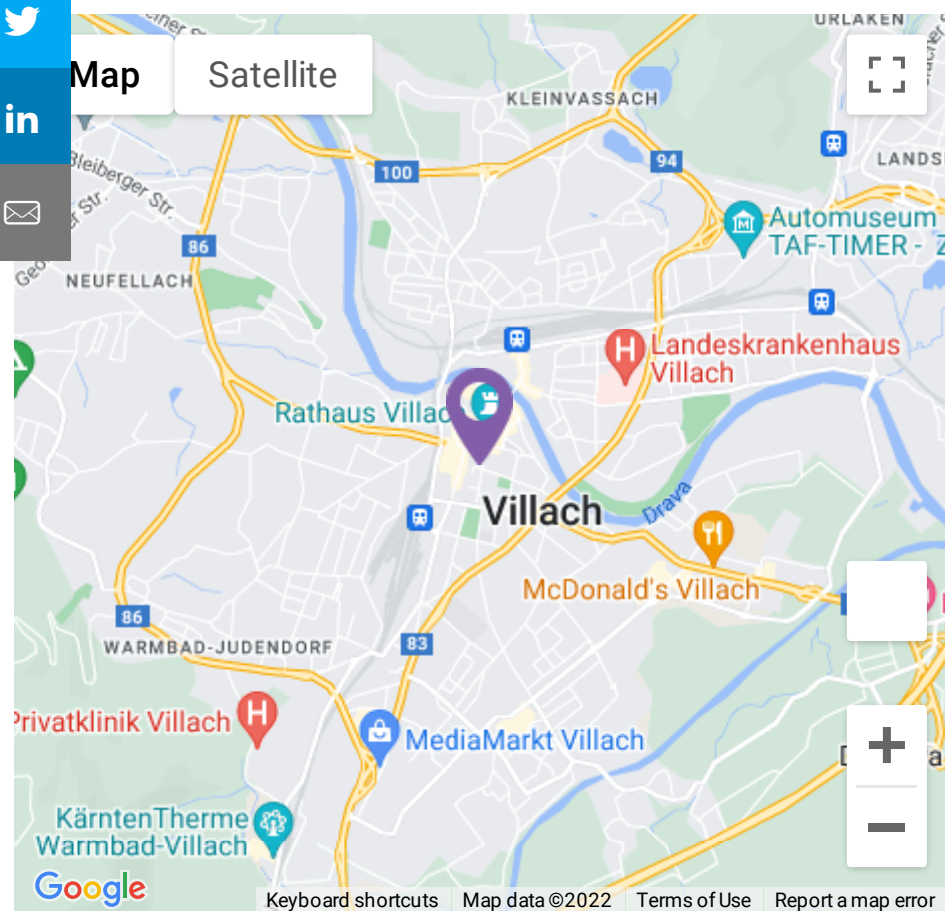 URLAKEN
Map
Satellite
in
KLEINVASSACH
100
94
LANDS
Bleiberger Str.
86
Automuseum
TAF-TIMER -
NEUFELLACH
Landeskrankenhaus
Villach
Rathaus Villac
Villach
Drava
McDonald's Villach
86
WARMBAD-JUDENDORF
83
Privatklinik Villach
MediaMarkt Villach
KärntenTherme
Warmbad-Villach
Google
Keyboard shortcuts
Map data ©2022
Terms of Use
Report a map error